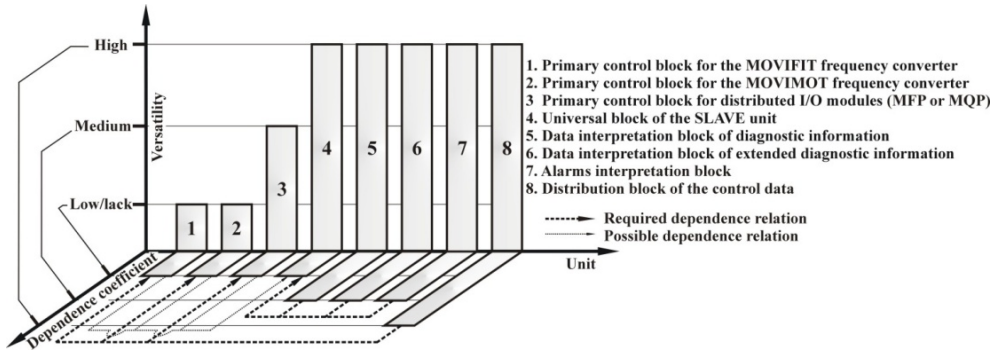 High
Medium
Low/lack
Versatility
1
2
3
4
5
6
7
8
1. Primary control block for the MOVIFIT frequency converter
2. Primary control block for the MOVIMOT frequency converter
3 Primary control block for distributed I/O modules (MFP or MQP)
4. Universal block of the SLAVE unit
5. Data interpretation block of diagnostic information
6. Data interpretation block of extended diagnostic information
7. Alarms interpretation block
8. Distribution block of the control data
Required dependence relation
Possible dependence relation
Unit
Dependence coefficient